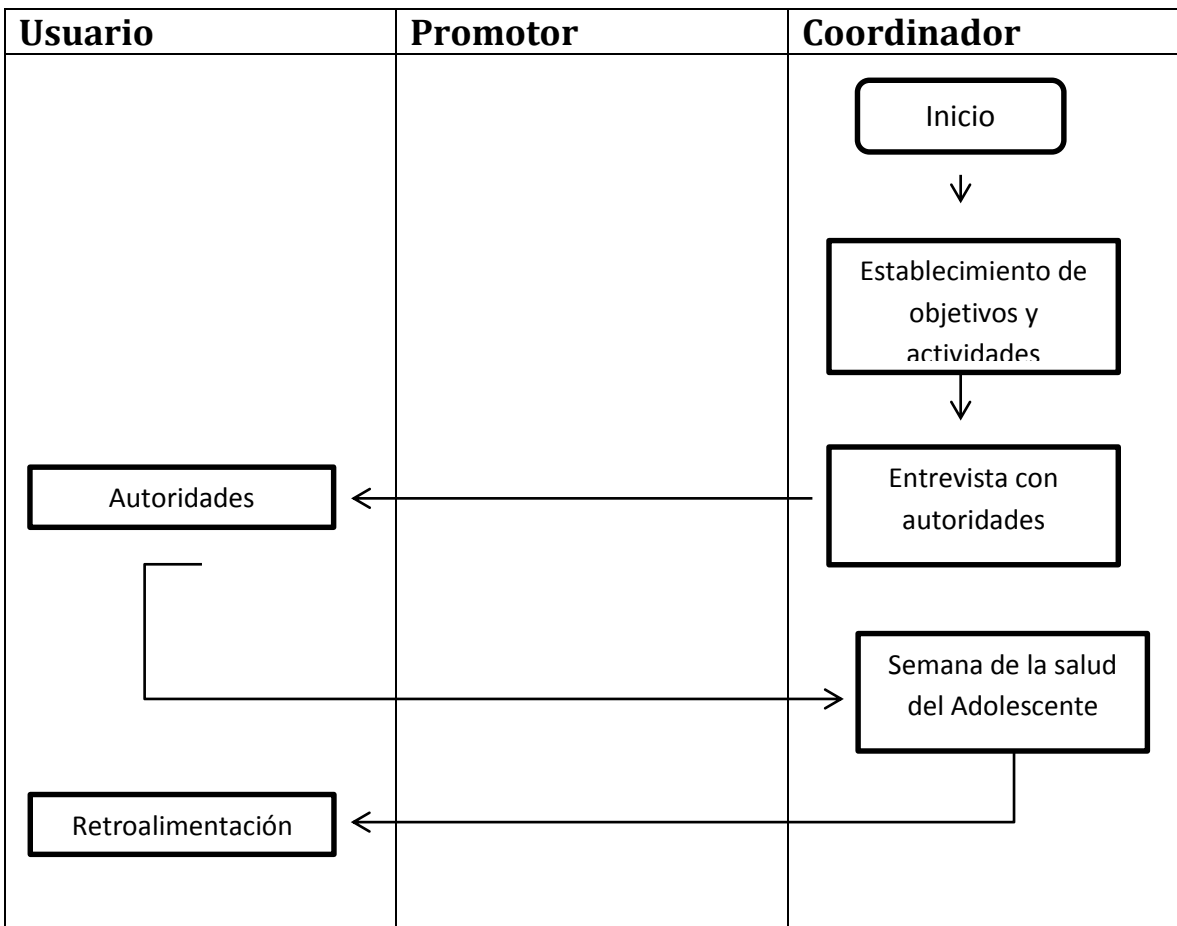 Usuario
Promotor
Coordinador
Inicio
Establecimiento de
objetivos y
actividades
Entrevista con
autoridades
Autoridades
Semana de la salud
del Adolescente
Retroalimentación